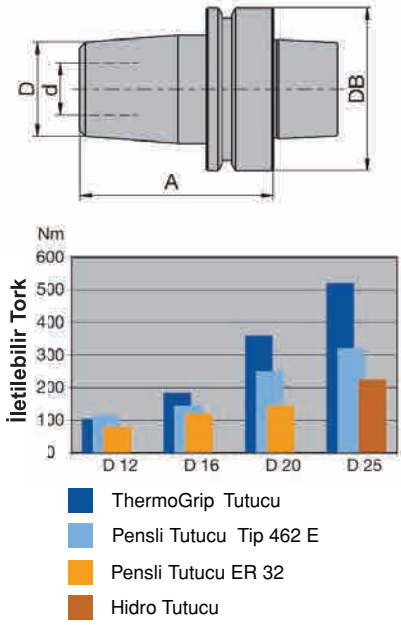 D
d
DB
A
Nm
600
500
400
300
200
100
0
İletilebilir Tork
D 12
D 16
D 20
D 25
ThermoGrip Tutucu
Pensli Tutucu Tip 462 E
Pensli Tutucu ER 32
Hidro Tutucu